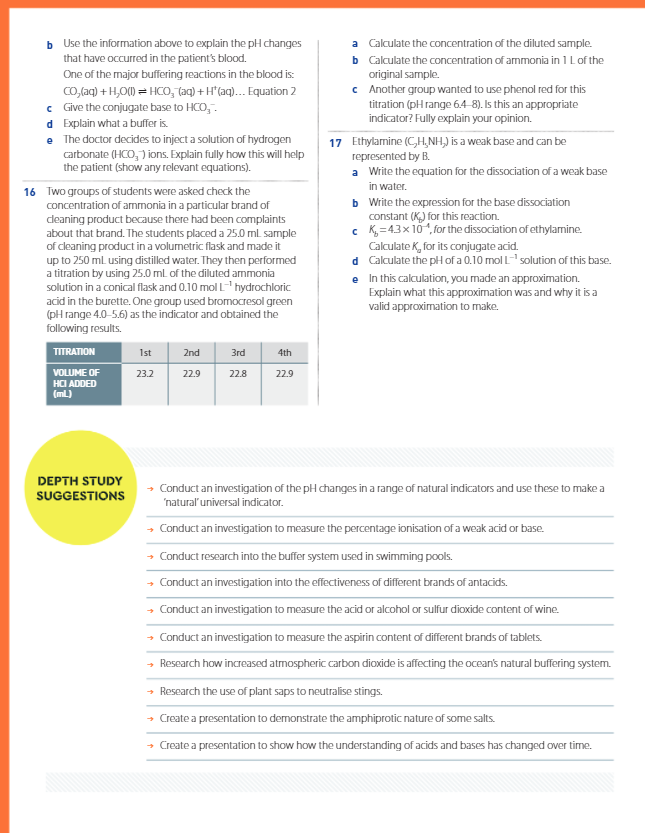 b Use the information above to explain the pH changes
that have occurred in the patient's blood.
One of the major buffering reactions in the blood is:
CO₂(aq) + H₂O(l) ⇌ HCO₃⁻(aq) + H⁺(aq)... Equation 2
c Give the conjugate base to HCO₃⁻.
d Explain what a buffer is.
e The doctor decides to inject a solution of hydrogen
carbonate (HCO₃⁻) ions. Explain fully how this will help
the patient (show any relevant equations).
16 Two groups of students were asked check the
concentration of ammonia in a particular brand of
cleaning product because there had been complaints
about that brand. The students placed a 25.0 mL sample
of cleaning product in a volumetric flask and made it
up to 250 mL using distilled water. They then performed
a titration by using 25.0 mL of the diluted ammonia
solution in a conical flask and 0.10 mol L⁻¹ hydrochloric
acid in the burette. One group used bromocresol green
(pH range 4.0–5.6) as the indicator and obtained the
following results.
TITRATION 1st 2nd 3rd 4th
VOLUME OF
HCl ADDED
(mL)
23.2 22.9 22.8 22.9
a Calculate the concentration of the diluted sample.
b Calculate the concentration of ammonia in 1 L of the
original sample.
c Another group wanted to use phenol red for this
titration (pH range 6.4–8). Is this an appropriate
indicator? Fully explain your opinion.
17 Ethylamine (C₂H₅NH₂) is a weak base and can be
represented by B.
a Write the equation for the dissociation of a weak base
in water.
b Write the expression for the base dissociation
constant (K_b) for this reaction.
c K_b = 4.3 × 10⁻⁴, for the dissociation of ethylamine.
Calculate Kₐ for its conjugate acid.
d Calculate the pH of a 0.10 mol L⁻¹ solution of this base.
e In this calculation, you made an approximation.
Explain what this approximation was and why it is a
valid approximation to make.
DEPTH STUDY
SUGGESTIONS
→ Conduct an investigation of the pH changes in a range of natural indicators and use these to make a
'natural' universal indicator.
→ Conduct an investigation to measure the percentage ionisation of a weak acid or base.
→ Conduct research into the buffer system used in swimming pools.
→ Conduct an investigation into the effectiveness of different brands of antacids.
→ Conduct an investigation to measure the acid or alcohol or sulfur dioxide content of wine.
→ Conduct an investigation to measure the aspirin content of different brands of tablets.
→ Research how increased atmospheric carbon dioxide is affecting the ocean's natural buffering system.
→ Research the use of plant saps to neutralise stings.
→ Create a presentation to demonstrate the amphiprotic nature of some salts.
→ Create a presentation to show how the understanding of acids and bases has changed over time.